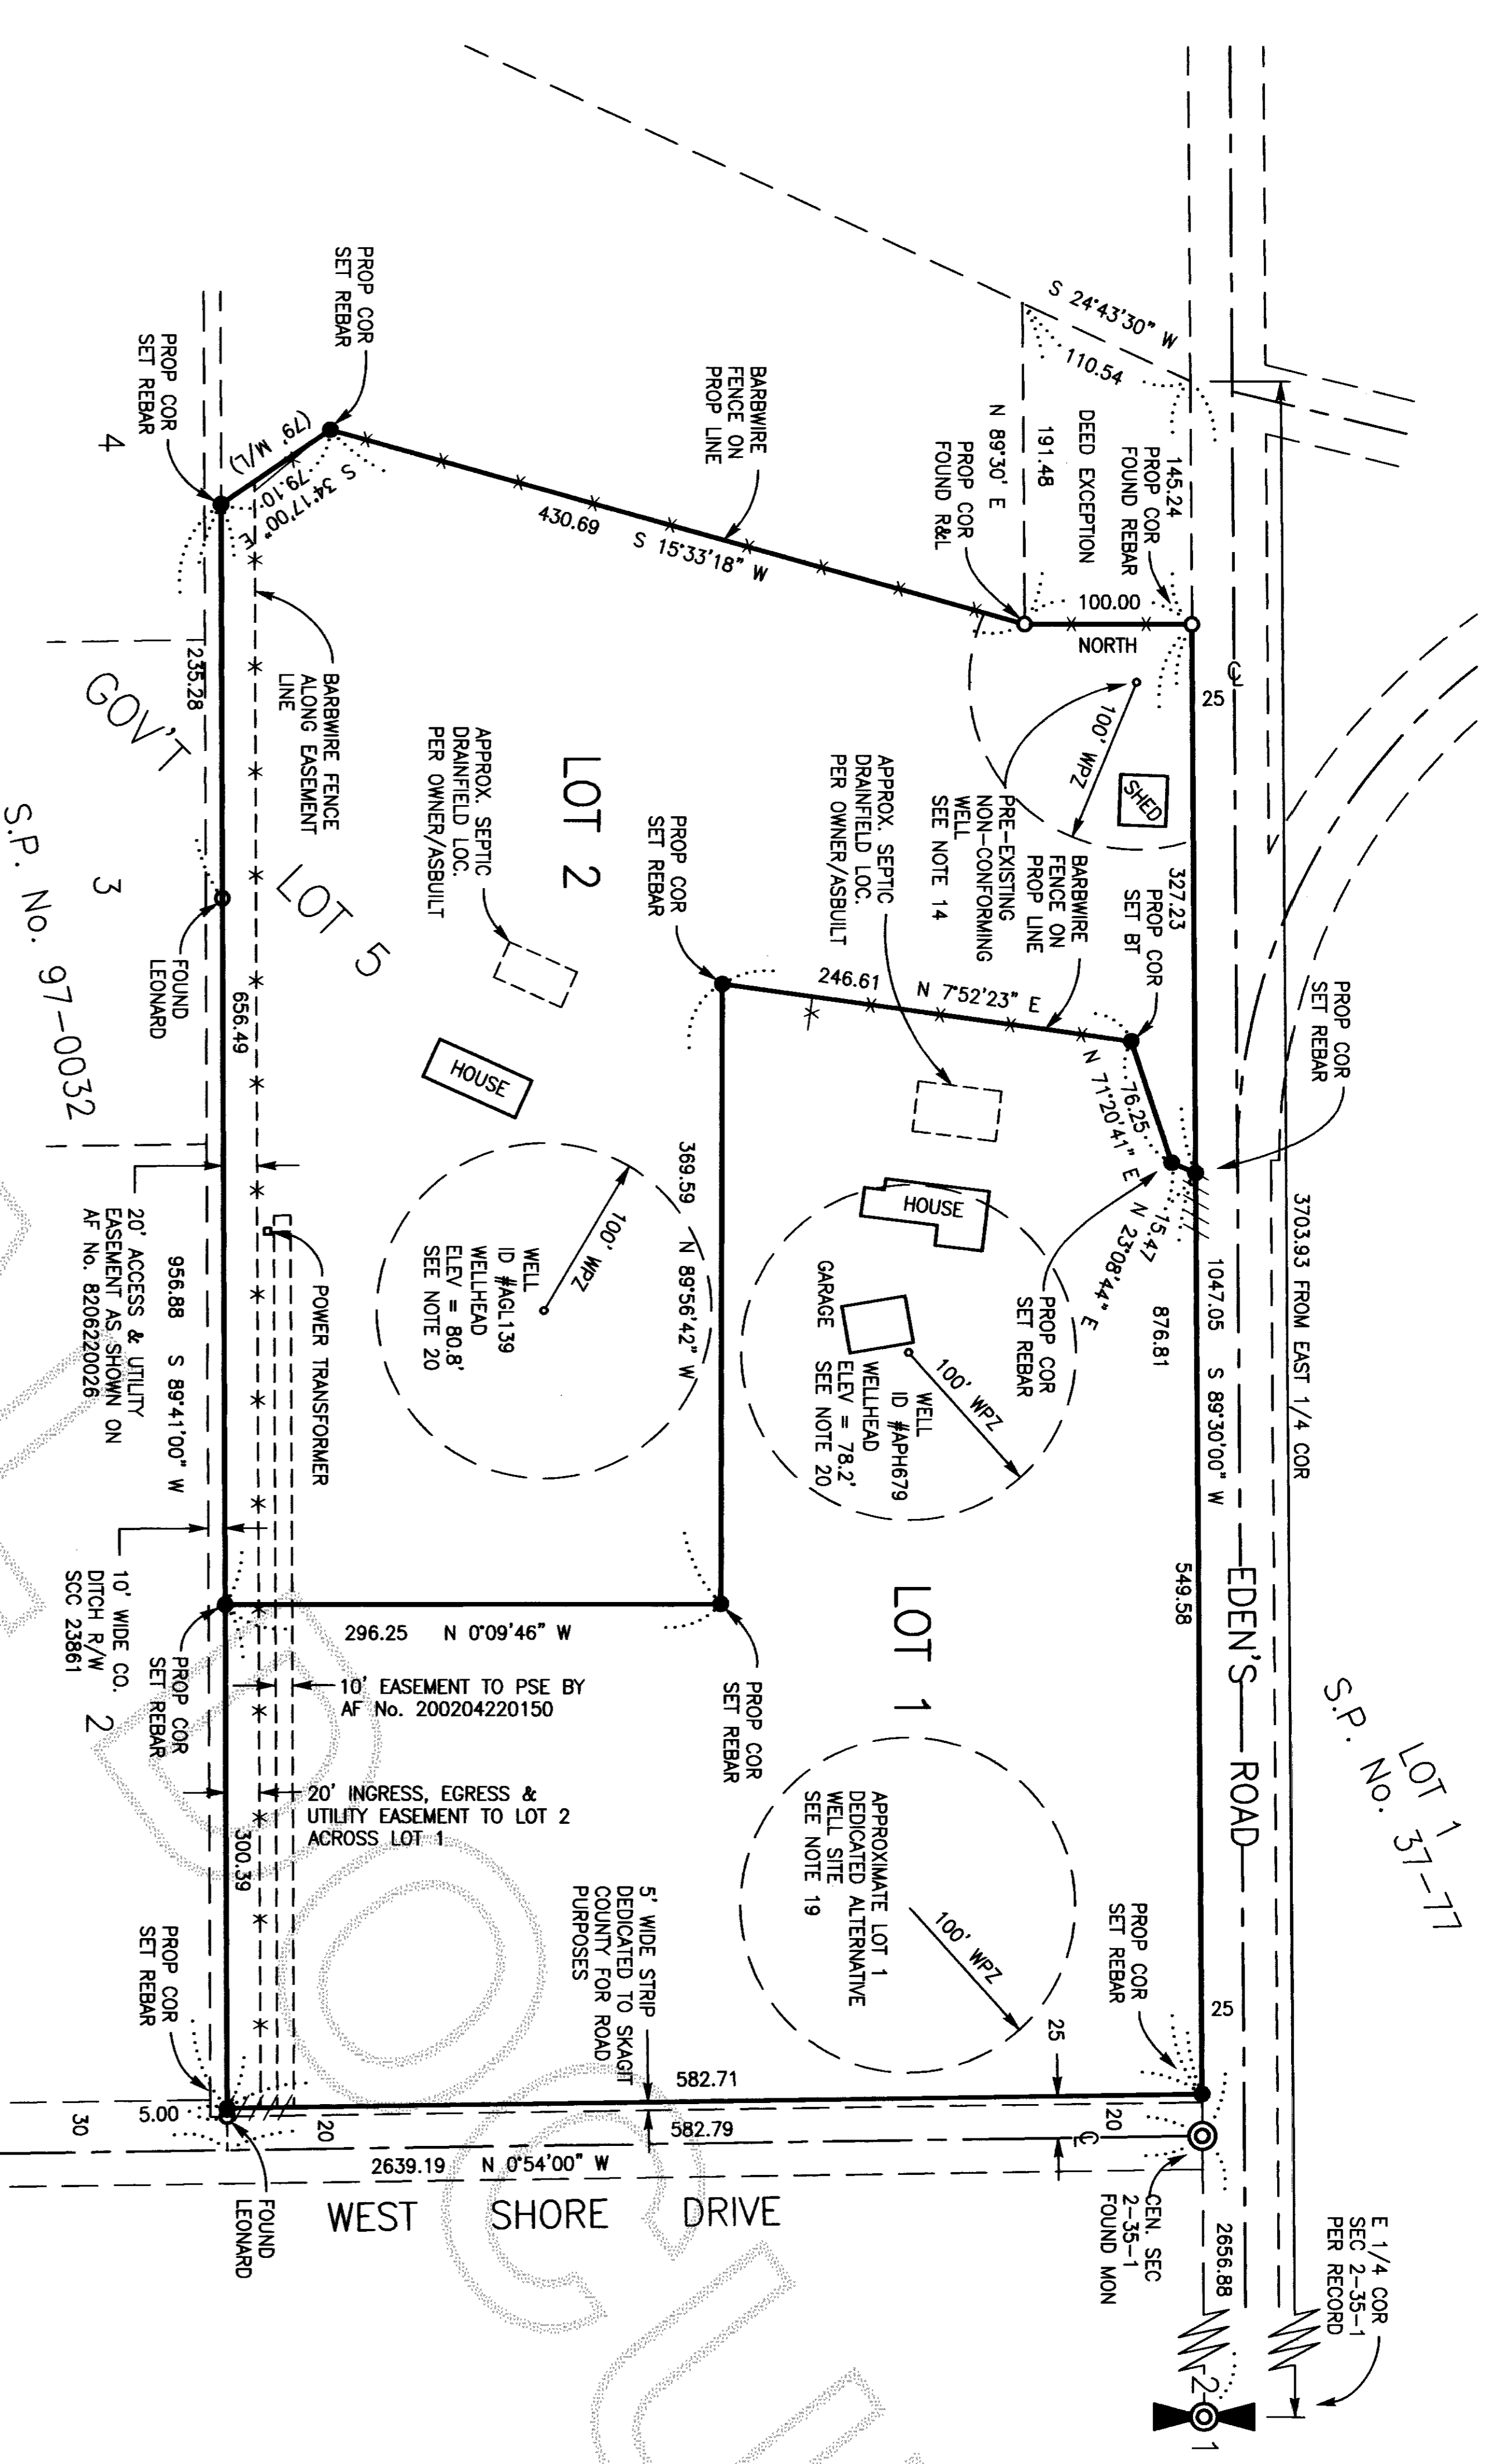 S 24°43'30" W
110.54
145.24
PROP COR
FOUND REBAR
DEED EXCEPTION
191.48
N 89°30' E
PROP COR
FOUND R&L
100.00
NORTH
25
℄
3703.93 FROM EAST 1/4 COR
EDEN'S ROAD
LOT 1
S.P. No. 37-77
E 1/4 COR
SEC 2-35-1
PER RECORD
2656.88
2
1
CEN. SEC
2-35-1
FOUND MON
PROP COR
SET REBAR
327.23
1047.05 S 89°30'00" W
876.81
549.58
25
SHED
100' WPZ
PRE-EXISTING
NON-CONFORMING
WELL
SEE NOTE 14
BARBWIRE
FENCE ON
PROP LINE
PROP COR
SET BT
76.25
N 71°20'41" E
15.47
N 23°08'44" E
PROP COR
SET REBAR
246.61 N 7°52'23" E
APPROX. SEPTIC
DRAINFIELD LOC.
PER OWNER/ASBUILT
HOUSE
GARAGE
100' WPZ
WELL
ID #APH679
WELLHEAD
ELEV = 78.2'
SEE NOTE 20
LOT 1
APPROXIMATE LOT 1
DEDICATED ALTERNATIVE
WELL SITE
SEE NOTE 19
100' WPZ
PROP COR
SET REBAR
25
20
℄
BARBWIRE
FENCE ON
PROP LINE
430.69
S 15°33'18" W
PROP COR
SET REBAR
(79' M/L)
79.10
S 34°17'00" E
PROP COR
SET REBAR
4
LOT 2
PROP COR
SET REBAR
369.59 N 89°56'42" W
PROP COR
SET REBAR
APPROX. SEPTIC
DRAINFIELD LOC.
PER OWNER/ASBUILT
HOUSE
100' WPZ
WELL
ID #AGL139
WELLHEAD
ELEV = 80.8'
SEE NOTE 20
POWER TRANSFORMER
BARBWIRE FENCE
ALONG EASEMENT
LINE
235.28
GOV'T LOT 5
3
S.P. No. 97-0032
FOUND
LEONARD
656.49
956.88 S 89°41'00" W
20' ACCESS & UTILITY
EASEMENT AS SHOWN ON
AF No. 8206220026
10' WIDE CO.
DITCH R/W
SCC 23861
2
PROP COR
SET REBAR
296.25 N 0°09'46" W
10' EASEMENT TO PSE BY
AF No. 200204220150
20' INGRESS, EGRESS &
UTILITY EASEMENT TO LOT 2
ACROSS LOT 1
300.39
5' WIDE STRIP
DEDICATED TO SKAGIT
COUNTY FOR ROAD
PURPOSES
582.71
582.79
PROP COR
SET REBAR
5.00
30
20
FOUND
LEONARD
2639.19 N 0°54'00" W
WEST SHORE DRIVE